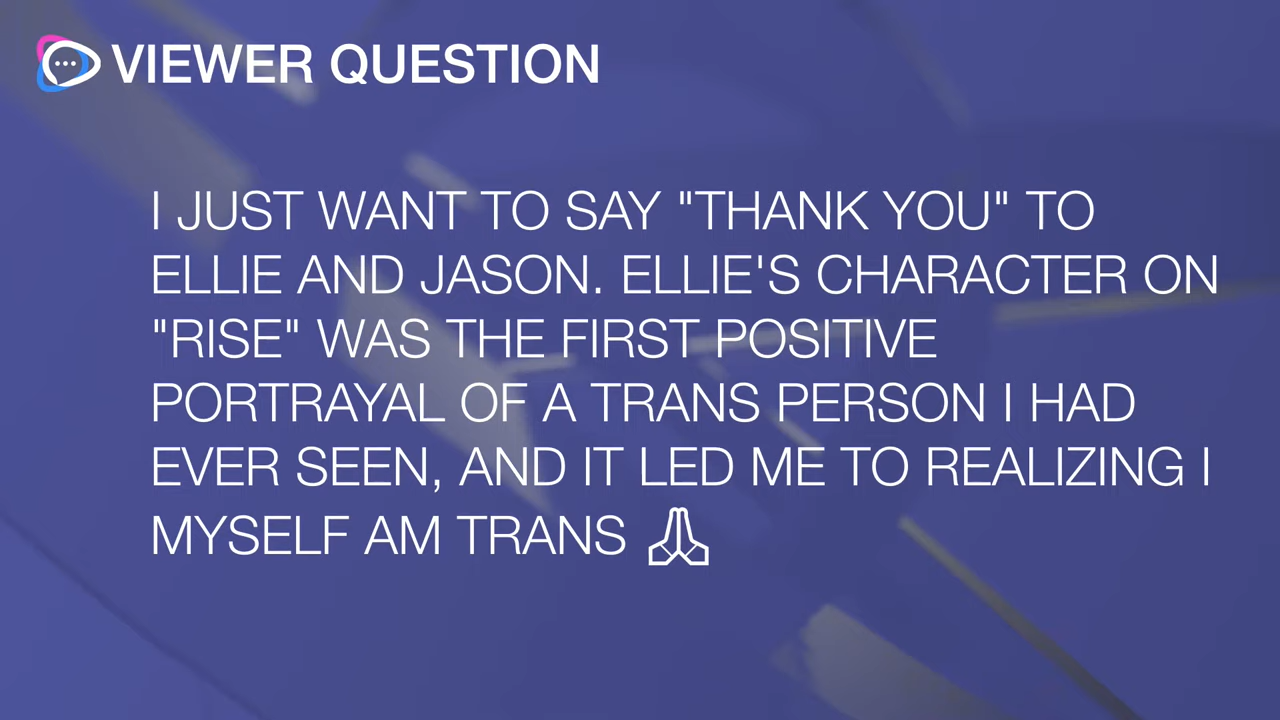 VIEWER QUESTION
I JUST WANT TO SAY "THANK YOU" TO
ELLIE AND JASON. ELLIE'S CHARACTER ON
"RISE" WAS THE FIRST POSITIVE
PORTRAYAL OF A TRANS PERSON I HAD
EVER SEEN, AND IT LED ME TO REALIZING I
MYSELF AM TRANS 🙏